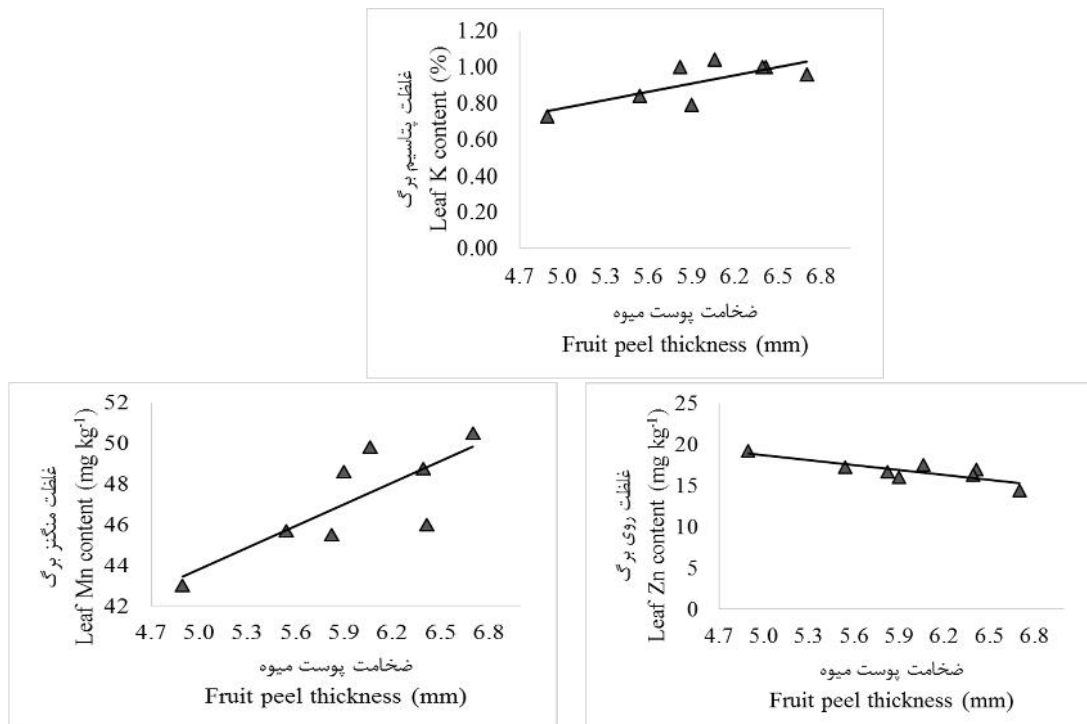 1.20
1.00
0.80
0.60
0.40
0.20
0.00
غلظت پتاسیم برگ
Leaf K content (%)
4.7 5.0 5.3 5.6 5.9 6.2 6.5 6.8
ضخامت پوست میوه
Fruit peel thickness (mm)
52
50
48
46
44
42
غلظت منگنز برگ
Leaf Mn content (mg kg⁻¹)
4.7 5.0 5.3 5.6 5.9 6.2 6.5 6.8
ضخامت پوست میوه
Fruit peel thickness (mm)
25
20
15
10
5
0
غلظت روی برگ
Leaf Zn content (mg kg⁻¹)
4.7 5.0 5.3 5.6 5.9 6.2 6.5 6.8
ضخامت پوست میوه
Fruit peel thickness (mm)